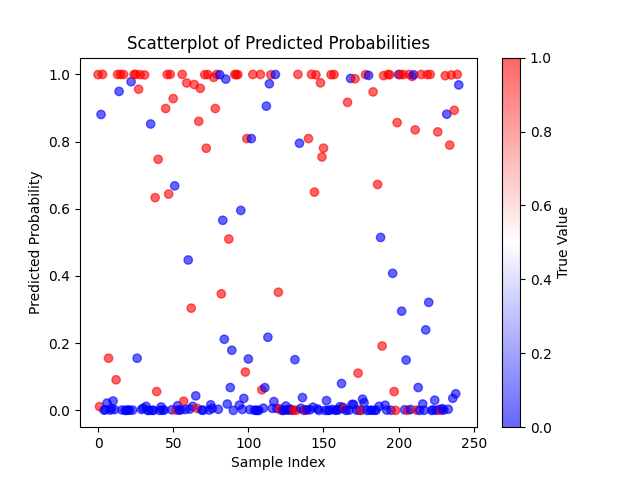 Scatterplot of Predicted Probabilities
Predicted Probability
1.0
0.8
0.6
0.4
0.2
0.0
0 50 100 150 200 250
Sample Index
1.0
0.8
0.6
0.4
0.2
0.0
True Value